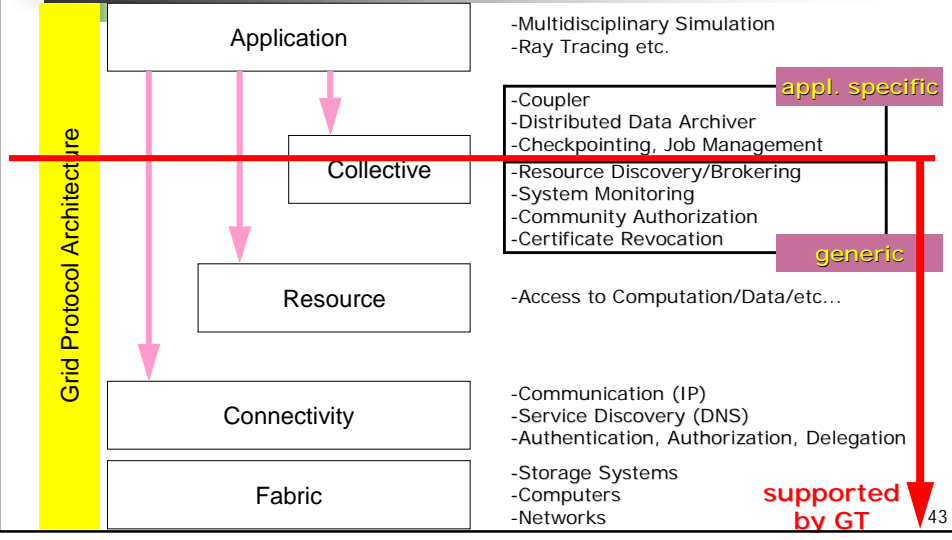 Grid Protocol Architecture
Application
-Multidisciplinary Simulation
-Ray Tracing etc.
appl. specific
-Coupler
-Distributed Data Archiver
-Checkpointing, Job Management
Collective
-Resource Discovery/Brokering
-System Monitoring
-Community Authorization
-Certificate Revocation
generic
Resource
-Access to Computation/Data/etc...
Connectivity
-Communication (IP)
-Service Discovery (DNS)
-Authentication, Authorization, Delegation
Fabric
-Storage Systems
-Computers
-Networks
supported
by GT
43